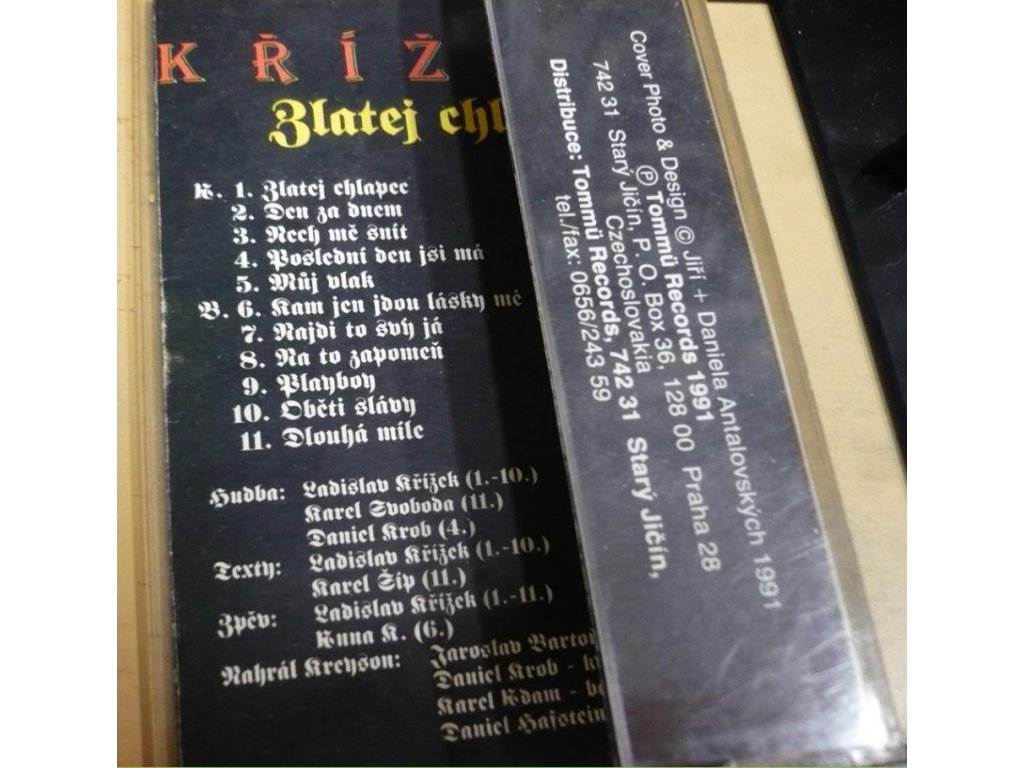 KŘÍŽ
Zlatej chl
A. 1. Zlatej chlapec
2. Den za dnem
3. Nech mě snít
4. Poslední den jsi má
5. Můj vlak
B. 6. Kam jen jdou lásky mé
7. Najdi to svý já
8. Na to zapomeň
9. Playboy
10. Oběti slávy
11. Dlouhá míle
Hudba: Ladislav Křížek (1.-10.)
Karel Svoboda (11.)
Daniel Krob (4.)
Texty: Ladislav Křížek (1.-10.)
Karel Šíp (11.)
Zpěv: Ladislav Křížek (1.-11.)
Anna K. (6.)
Nahrál Kreyson: Jaroslav Bartoň
Daniel Krob - k
Karel Adam - b
Daniel Hafstein
Cover Photo & Design © Jiří + Daniela Antalovských 1991
Ⓟ Tommü Records 1991
742 31 Starý Jičín, P. O. Box 36, 128 00 Praha 28
Czechoslovakia
Distribuce: Tommü Records, 742 31 Starý Jičín,
tel./fax: 0656/243 59